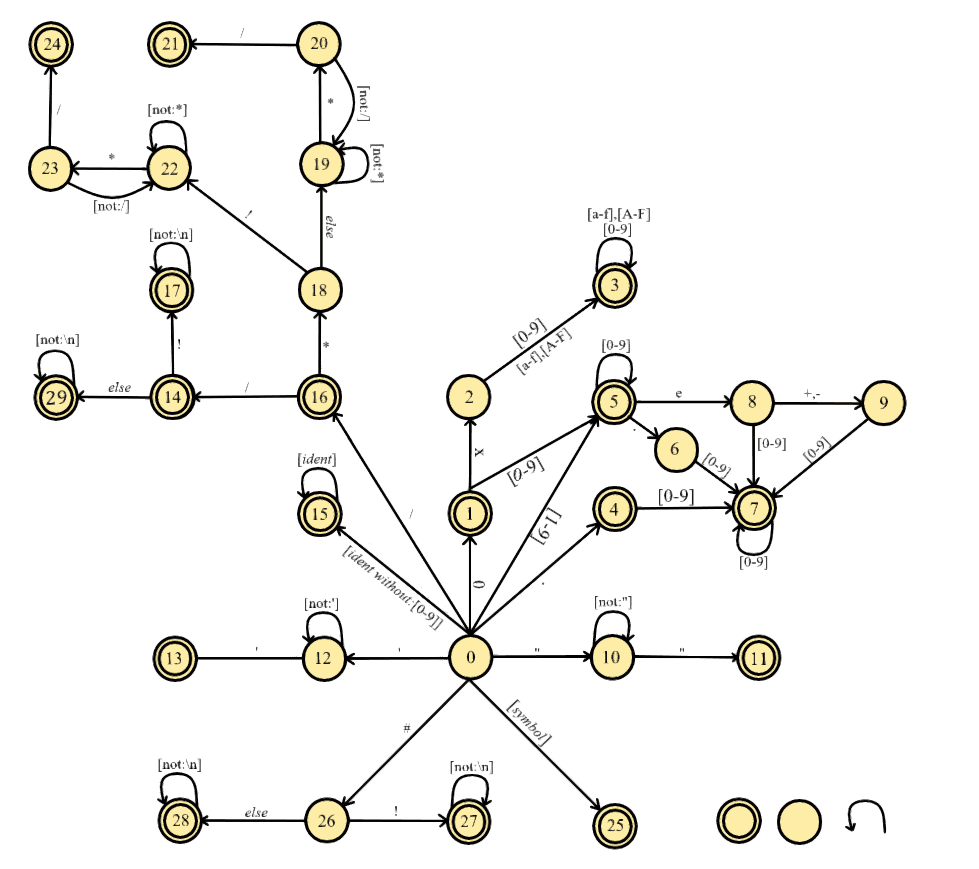 24
21
/
20
[not:/]
/
[not:*]
*
23
*
22
19
[not:*]
[not:/]
!
else
[not:\n]
17
18
[a-f],[A-F]
[0-9]
3
[0-9]
[a-f],[A-F]
[not:\n]
!
*
29
else
14
/
16
2
[0-9]
5
e
8
+,-
9
.
6
[0-9]
[0-9]
[0-9]
x
[0-9]
[ident]
15
/
1
[1-9]
4
[0-9]
7
[0-9]
[ident without:[0-9]]
0
.
[not:']
[not:"]
13
'
12
'
0
"
10
"
11
#
[symbol]
[not:\n]
[not:\n]
28
else
26
!
27
25